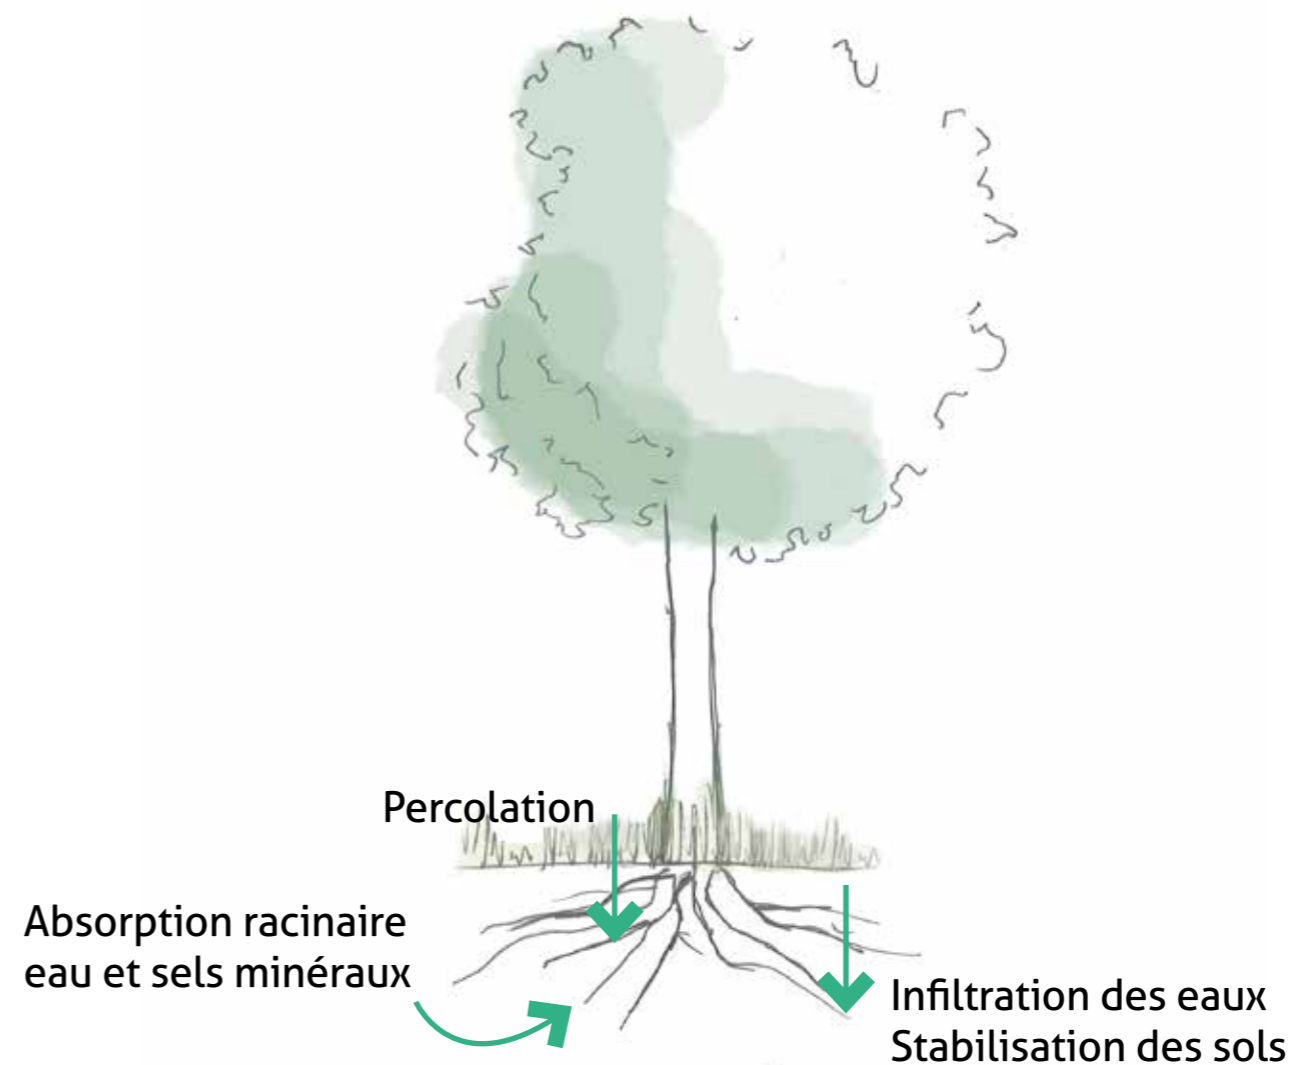 Percolation
Absorption racinaire
eau et sels minéraux
Infiltration des eaux
Stabilisation des sols